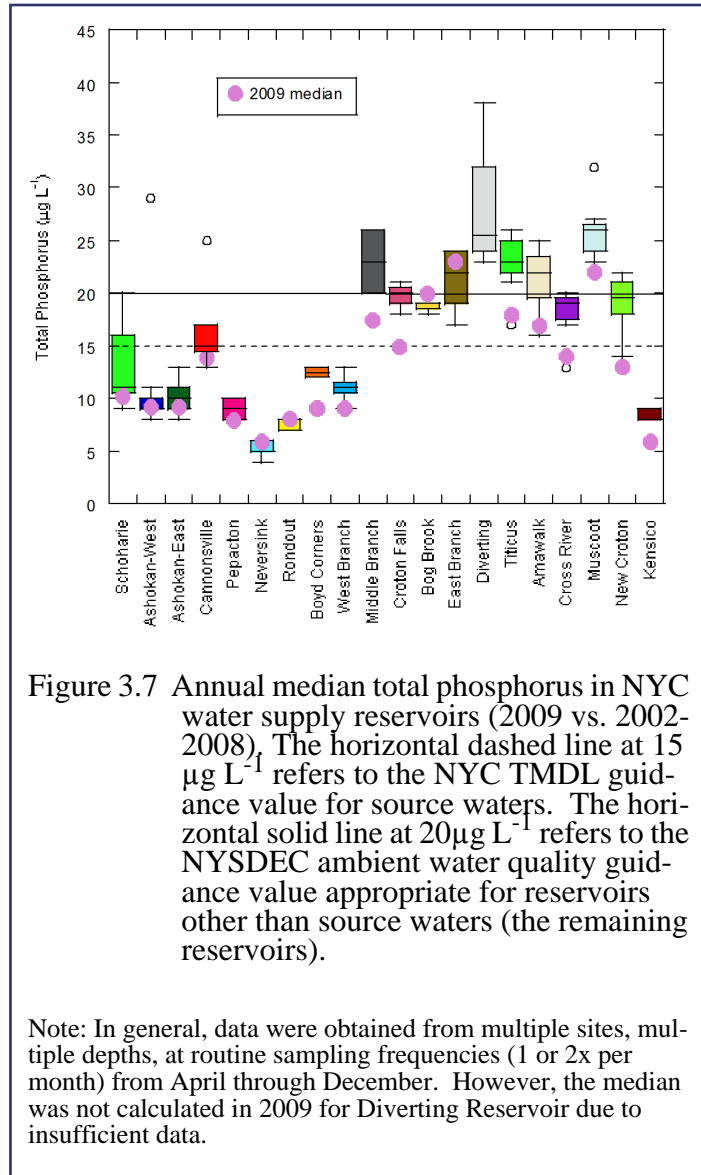 45
40
35
30
25
20
15
10
5
0
Total Phosphorus (µg L-1)
2009 median
Schoharie
Ashokan-West
Ashokan-East
Cannonsville
Pepacton
Neversink
Rondout
Boyd Corners
West Branch
Middle Branch
Croton Falls
Bog Brook
East Branch
Diverting
Titicus
Amawalk
Cross River
Muscoot
New Croton
Kensico
Figure 3.7 Annual median total phosphorus in NYC
water supply reservoirs (2009 vs. 2002-
2008). The horizontal dashed line at 15
µg L-1 refers to the NYC TMDL guid-
ance value for source waters. The hori-
zontal solid line at 20µg L-1 refers to the
NYSDEC ambient water quality guid-
ance value appropriate for reservoirs
other than source waters (the remaining
reservoirs).
Note: In general, data were obtained from multiple sites, mul-
tiple depths, at routine sampling frequencies (1 or 2x per
month) from April through December. However, the median
was not calculated in 2009 for Diverting Reservoir due to
insufficient data.